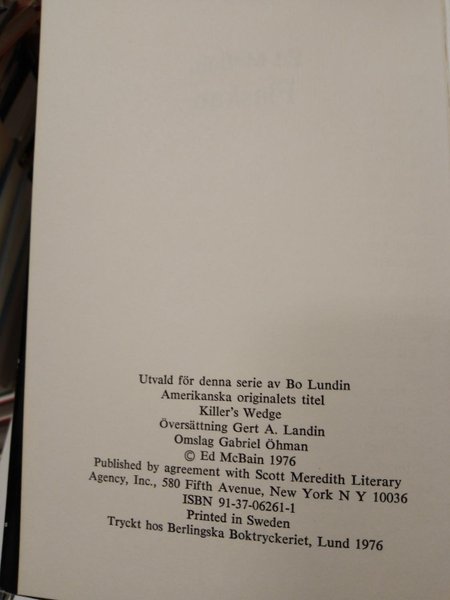 Utvald för denna serie av Bo Lundin
Amerikanska originalets titel
Killer's Wedge
Översättning Gert A. Landin
Omslag Gabriel Öhman
© Ed McBain 1976
Published by agreement with Scott Meredith Literary
Agency, Inc., 580 Fifth Avenue, New York N Y 10036
ISBN 91-37-06261-1
Printed in Sweden
Tryckt hos Berlingska Boktryckeriet, Lund 1976